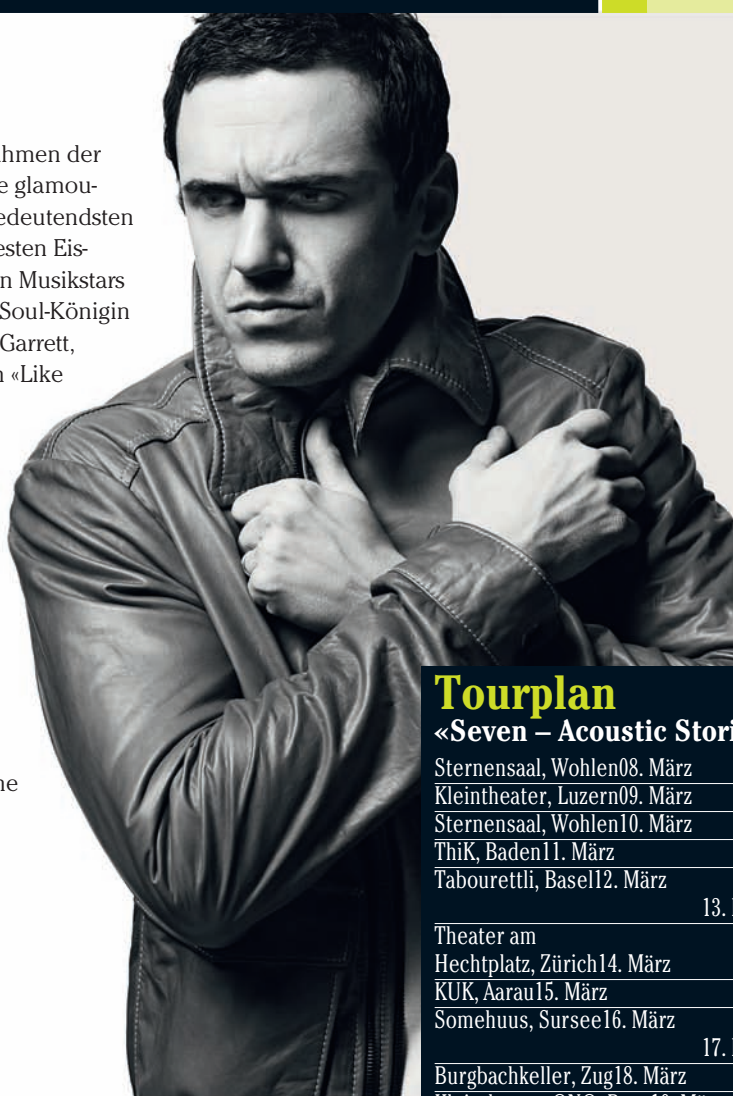 hmen der
e glamou-
edeutendsten
esten Eis-
n Musikstars
Soul-Königin
Garrett,
n «Like
ne
Tourplan
«Seven – Acoustic Stori
Sternensaal, Wohlen08. März
Kleintheater, Luzern09. März
Sternensaal, Wohlen10. März
ThiK, Baden11. März
Tabourettli, Basel12. März
13.
Theater am
Hechtplatz, Zürich14. März
KUK, Aarau15. März
Somehuus, Sursee16. März
17.
Burgbachkeller, Zug18. März